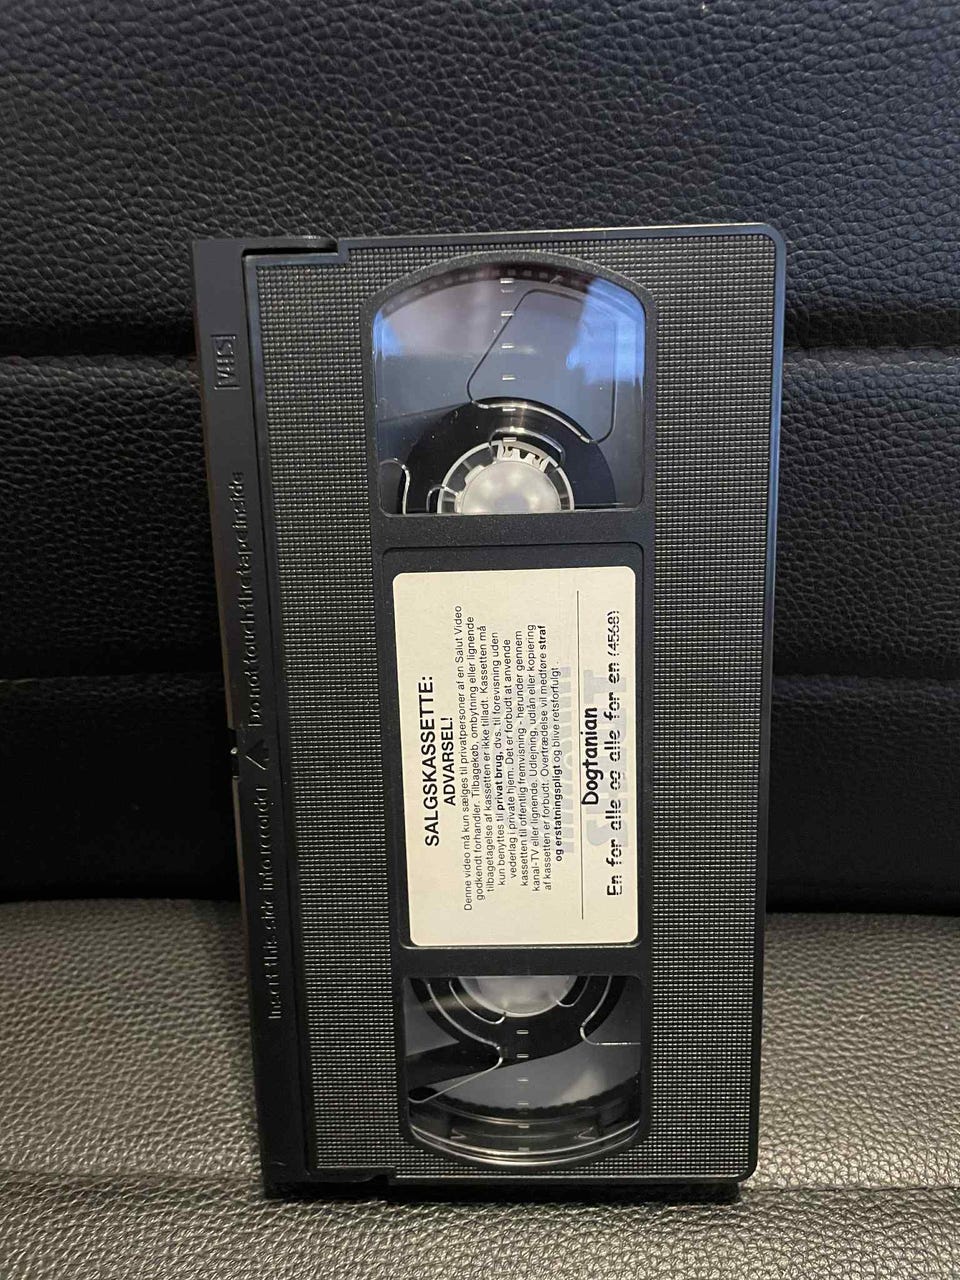 VHS
Insert this side into recorder
Do not touch the tape inside
SALGSKASSETTE:
ADVARSEL!
Denne video må kun sælges til privatpersoner af en Salut Video
godkendt forhandler. Tilbagekøb, ombytning eller lignende
tilbagetagelse af kassetten er ikke tilladt. Kassetten må
kun benyttes til privat brug, dvs. til forevisning uden
vederlag i private hjem. Det er forbudt at anvende
kassetten til offentlig fremvisning - herunder gennem
kanal-TV eller lignende. Udlejning, udlån eller kopiering
af kassetten er forbudt. Overtrædelse vil medføre straf
og erstatningspligt og blive retsforfulgt.
Dogtanian
En for alle og alle for en (4568)